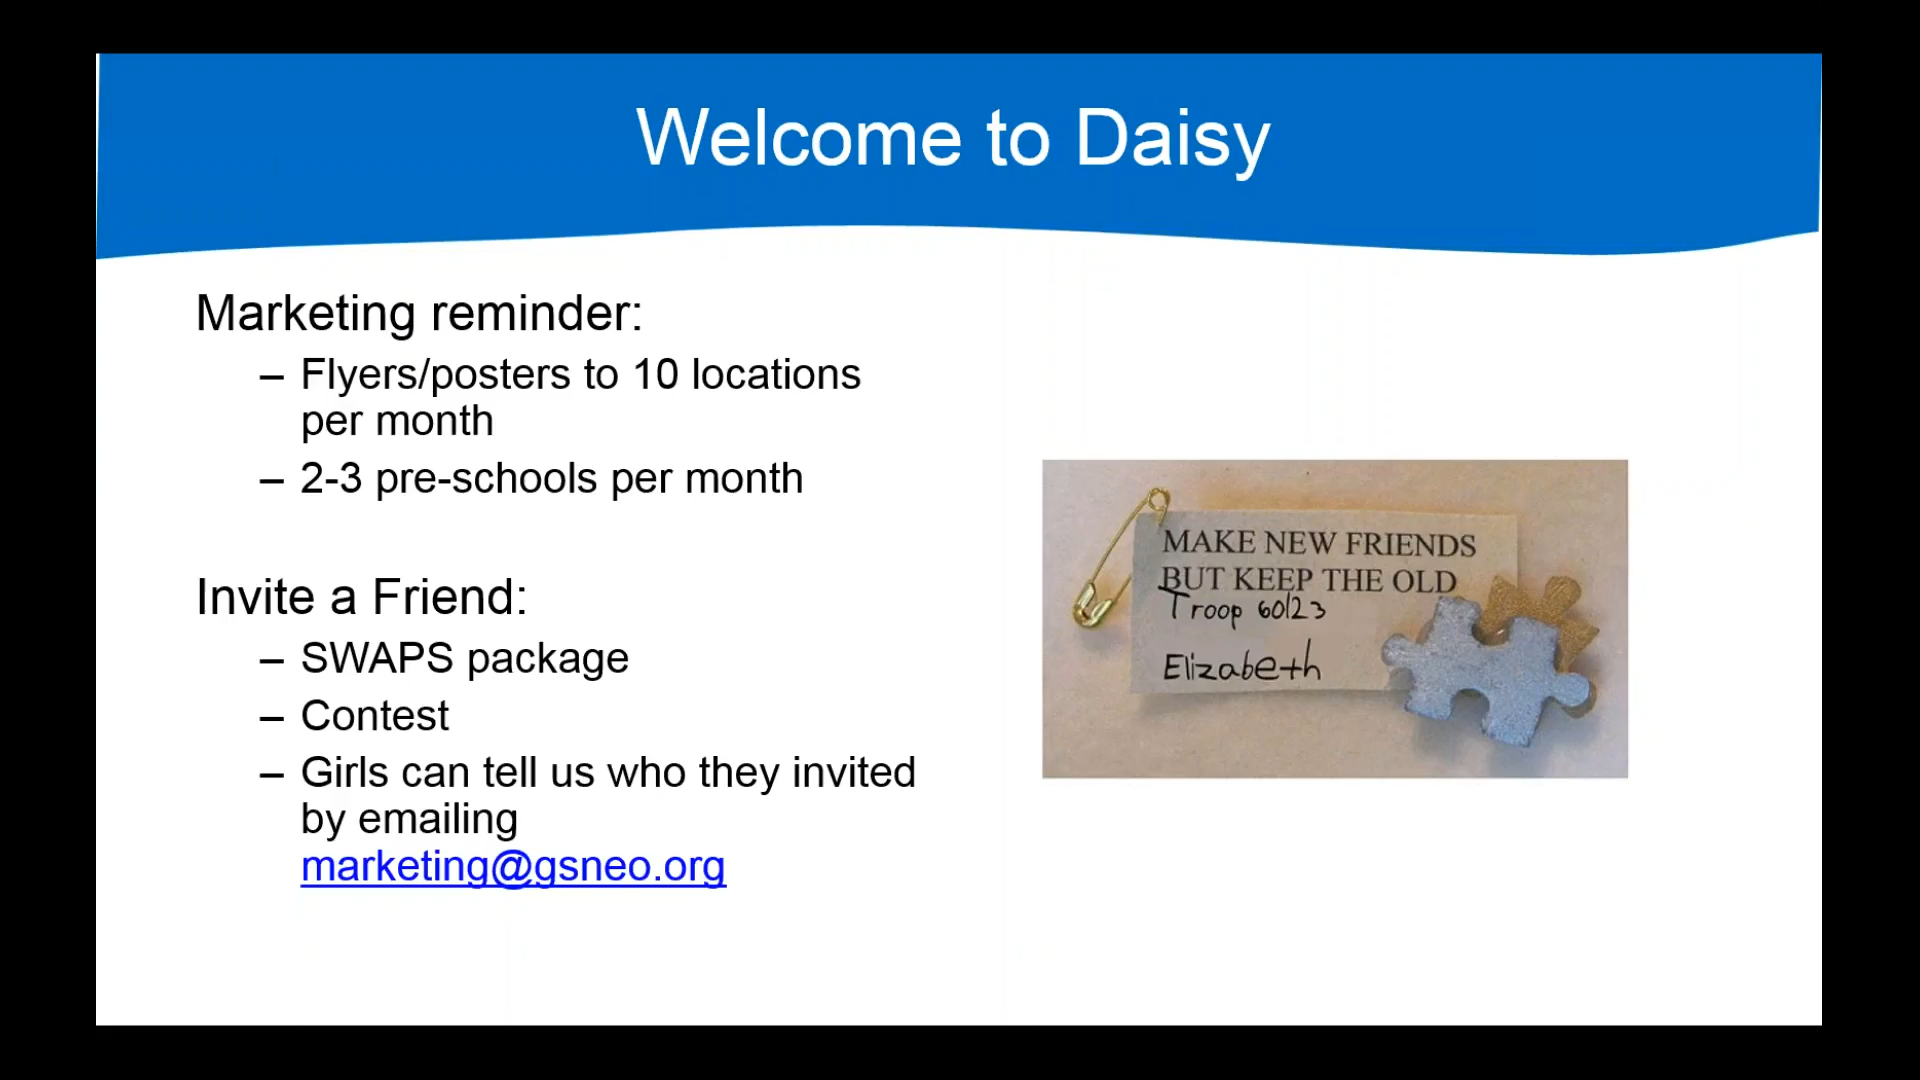 Welcome to Daisy
Marketing reminder:
– Flyers/posters to 10 locations
per month
– 2-3 pre-schools per month
Invite a Friend:
– SWAPS package
– Contest
– Girls can tell us who they invited
by emailing
marketing@gsneo.org
MAKE NEW FRIENDS
BUT KEEP THE OLD
Troop 60123
Elizabeth